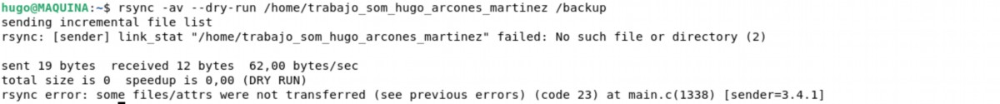 hugo@MAQUINA:~$ rsync -av --dry-run /home/trabajo_som_hugo_arcones_martinez /backup
sending incremental file list
rsync: [sender] link_stat "/home/trabajo_som_hugo_arcones_martinez" failed: No such file or directory (2)

sent 19 bytes  received 12 bytes  62,00 bytes/sec
total size is 0  speedup is 0,00 (DRY RUN)
rsync error: some files/attrs were not transferred (see previous errors) (code 23) at main.c(1338) [sender=3.4.1]